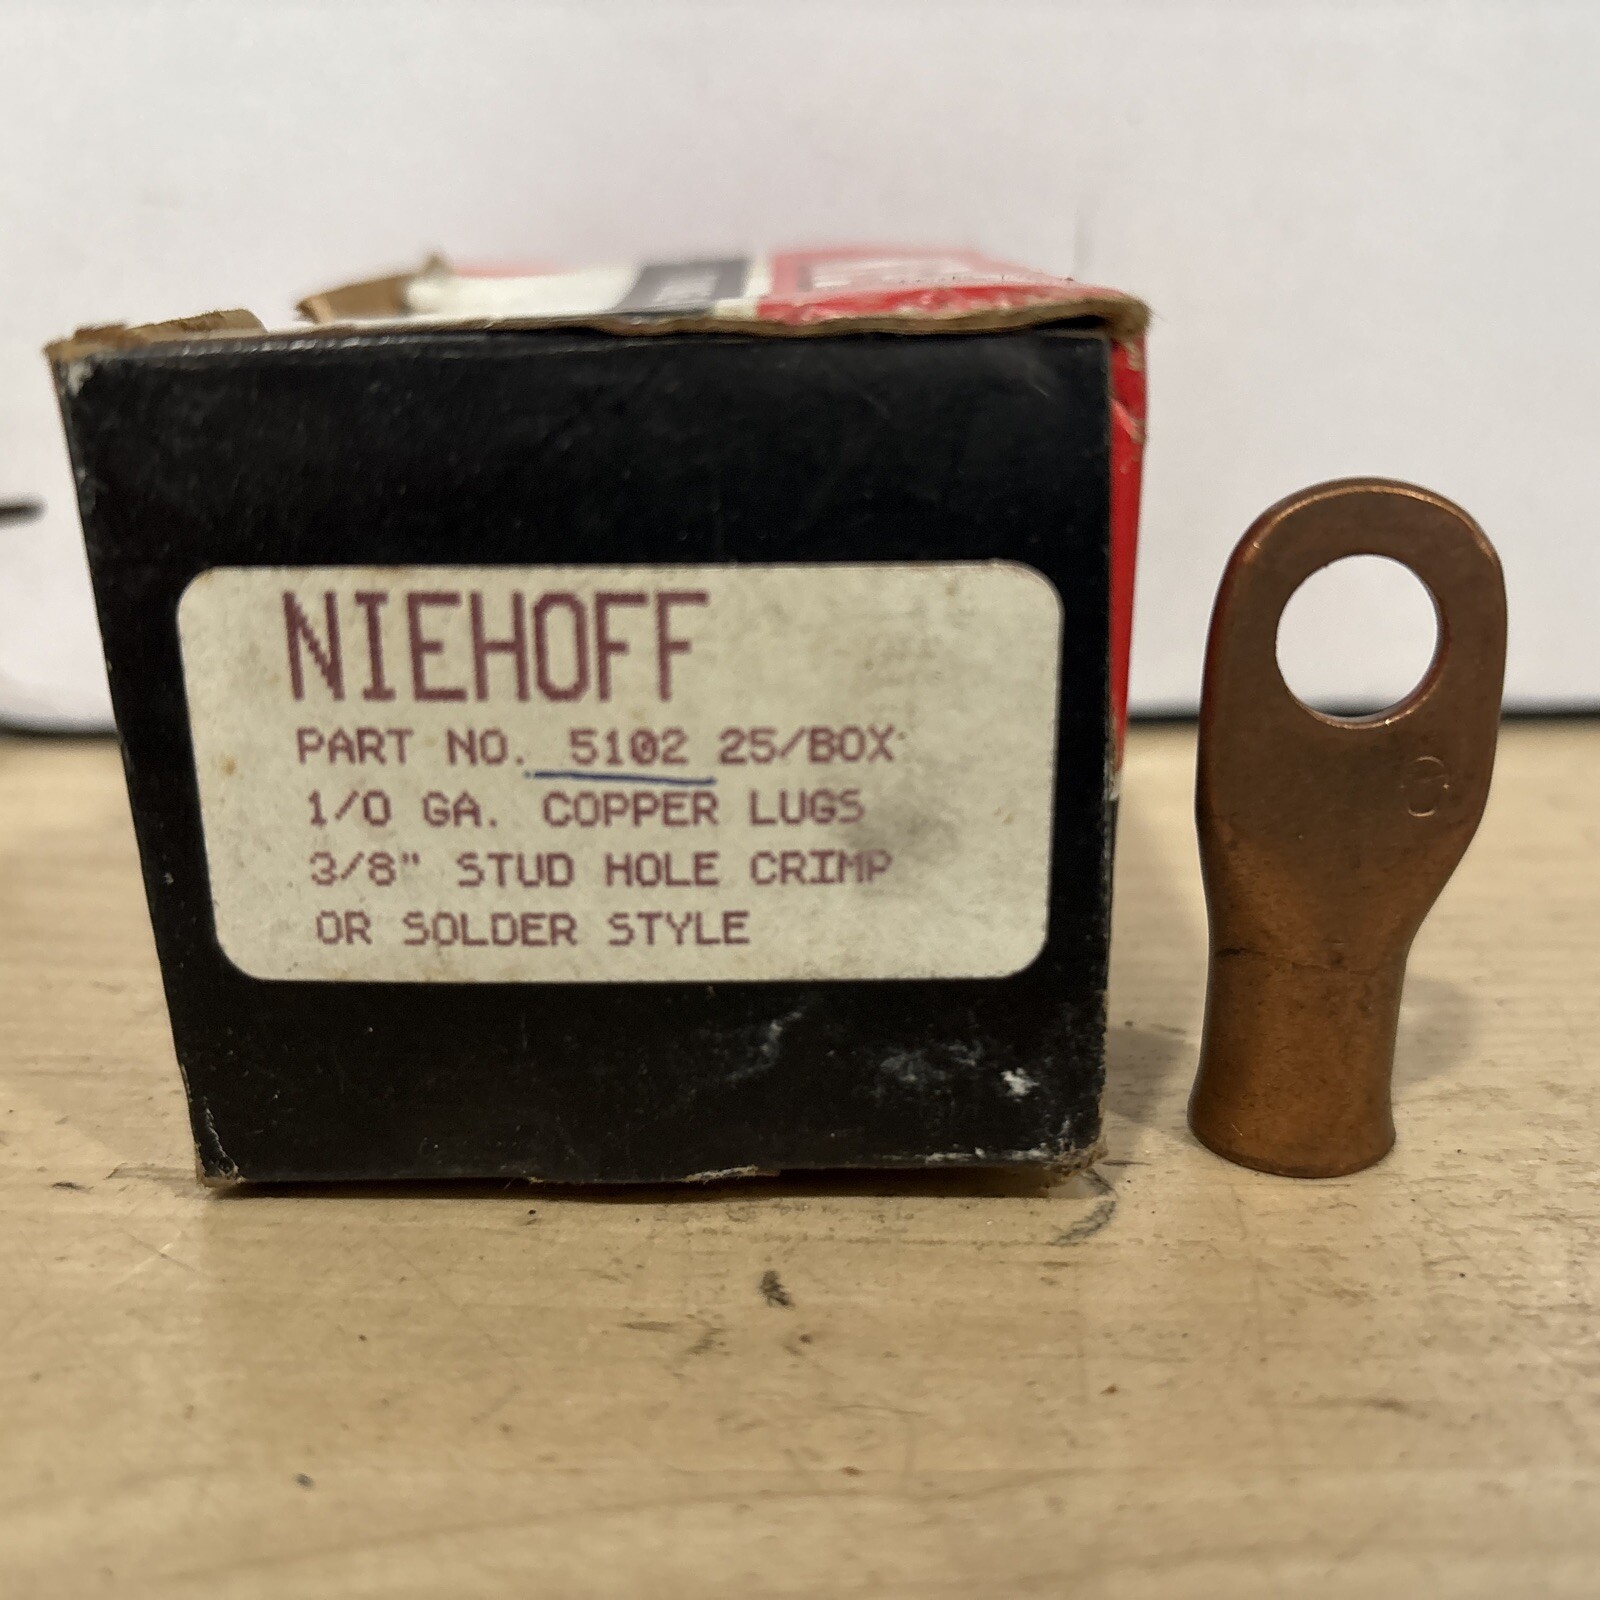 NIEHOFF
PART NO. 5102 25/BOX
1/0 GA. COPPER LUGS
3/8" STUD HOLE CRIMP
OR SOLDER STYLE